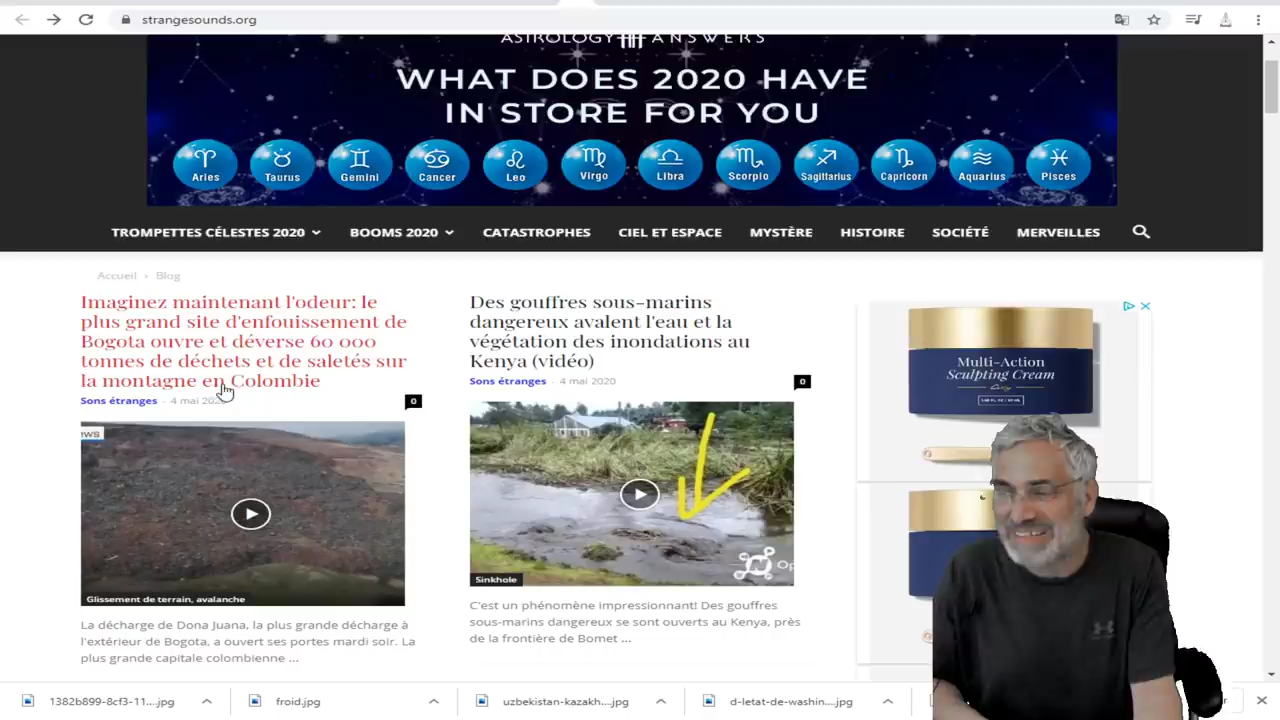 strangesounds.org
ASTROLOGY ANSWERS
WHAT DOES 2020 HAVE
IN STORE FOR YOU
Aries Taurus Gemini Cancer Leo Virgo Libra Scorpio Sagittarius Capricorn Aquarius Pisces
TROMPETTES CÉLESTES 2020 BOOMS 2020 CATASTROPHES CIEL ET ESPACE MYSTÈRE HISTOIRE SOCIÉTÉ MERVEILLES
Accueil › Blog
Imaginez maintenant l'odeur: le
plus grand site d'enfouissement de
Bogota ouvre et déverse 60 000
tonnes de déchets et de saletés sur
la montagne en Colombie
Sons étranges - 4 mai 2020
0
ews
Glissement de terrain, avalanche
La décharge de Dona Juana, la plus grande décharge à
l'extérieur de Bogota, a ouvert ses portes mardi soir. La
plus grande capitale colombienne ...
Des gouffres sous-marins
dangereux avalent l'eau et la
végétation des inondations au
Kenya (vidéo)
Sons étranges - 4 mai 2020
0
Op
Sinkhole
C'est un phénomène impressionnant! Des gouffres
sous-marins dangereux se sont ouverts au Kenya, près
de la frontière de Bomet ...
Multi-Action
Sculpting Cream
1382b899-8cf3-11....jpg
froid.jpg
uzbekistan-kazakh....jpg
d-letat-de-washin....jpg